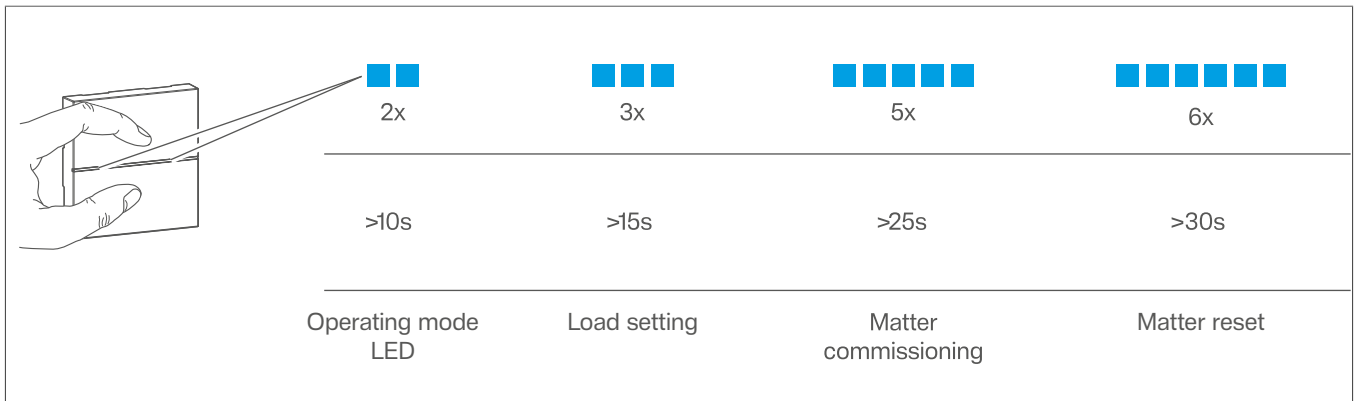 2x
3x
5x
6x
>10s
>15s
>25s
>30s
Operating mode
LED
Load setting
Matter
commissioning
Matter reset